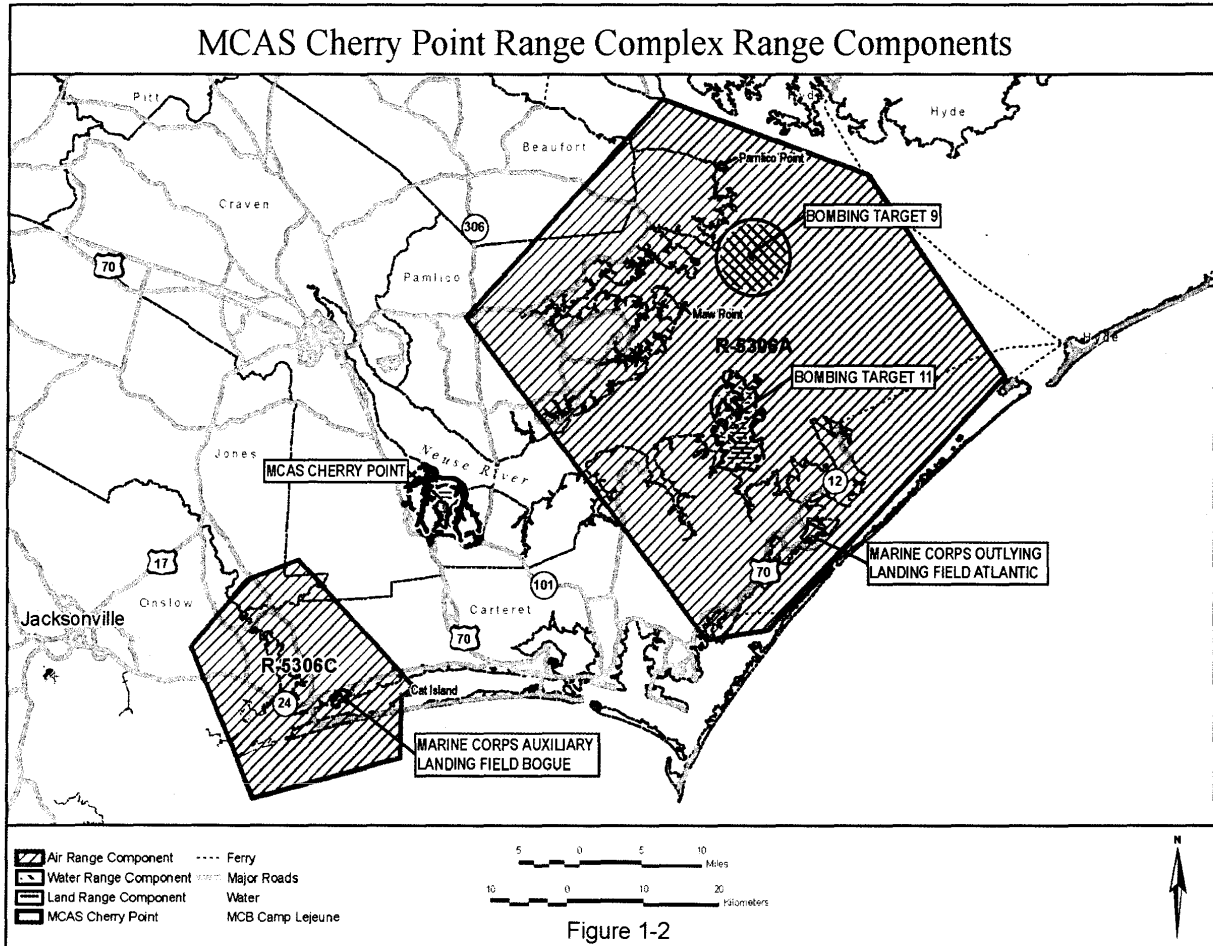 MCAS Cherry Point Range Complex Range Components
Pitt
Hyde
Hyde
Beaufort
Pamlico Point
Craven
BOMBING TARGET 9
306
70
Pamlico
Maw Point
R-5306A
Hyde
BOMBING TARGET 11
Jones
Neuse River
MCAS CHERRY POINT
12
17
MARINE CORPS OUTLYING
LANDING FIELD ATLANTIC
70
101
Onslow
Carteret
Jacksonville
70
R-5306C
Cat Island
24
MARINE CORPS AUXILIARY
LANDING FIELD BOGUE
Air Range Component
Ferry
Water Range Component
Major Roads
Land Range Component
Water
MCAS Cherry Point
MCB Camp Lejeune
5 0 5 10
Miles
10 0 10 20
Kilometers
Figure 1-2
N